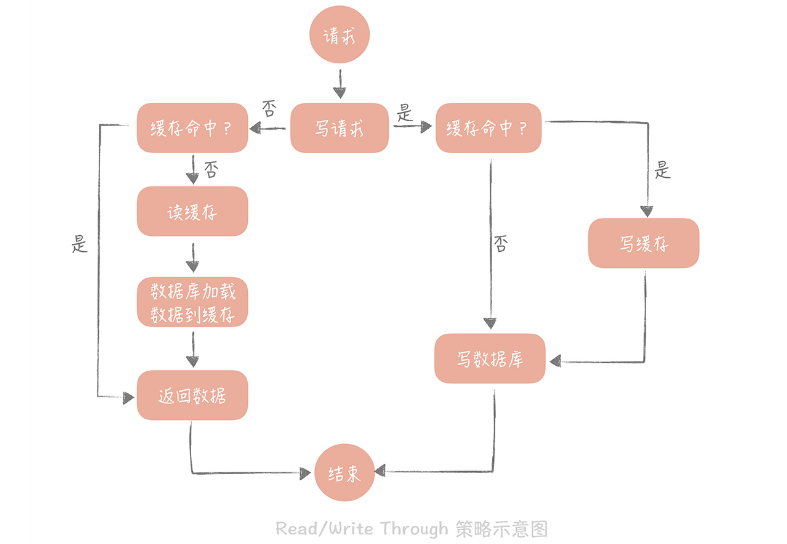 请求
否
是
缓存命中？
写请求
缓存命中？
否
是
读缓存
是
否
写缓存
数据库加载
数据到缓存
写数据库
返回数据
结束
Read/Write Through 策略示意图